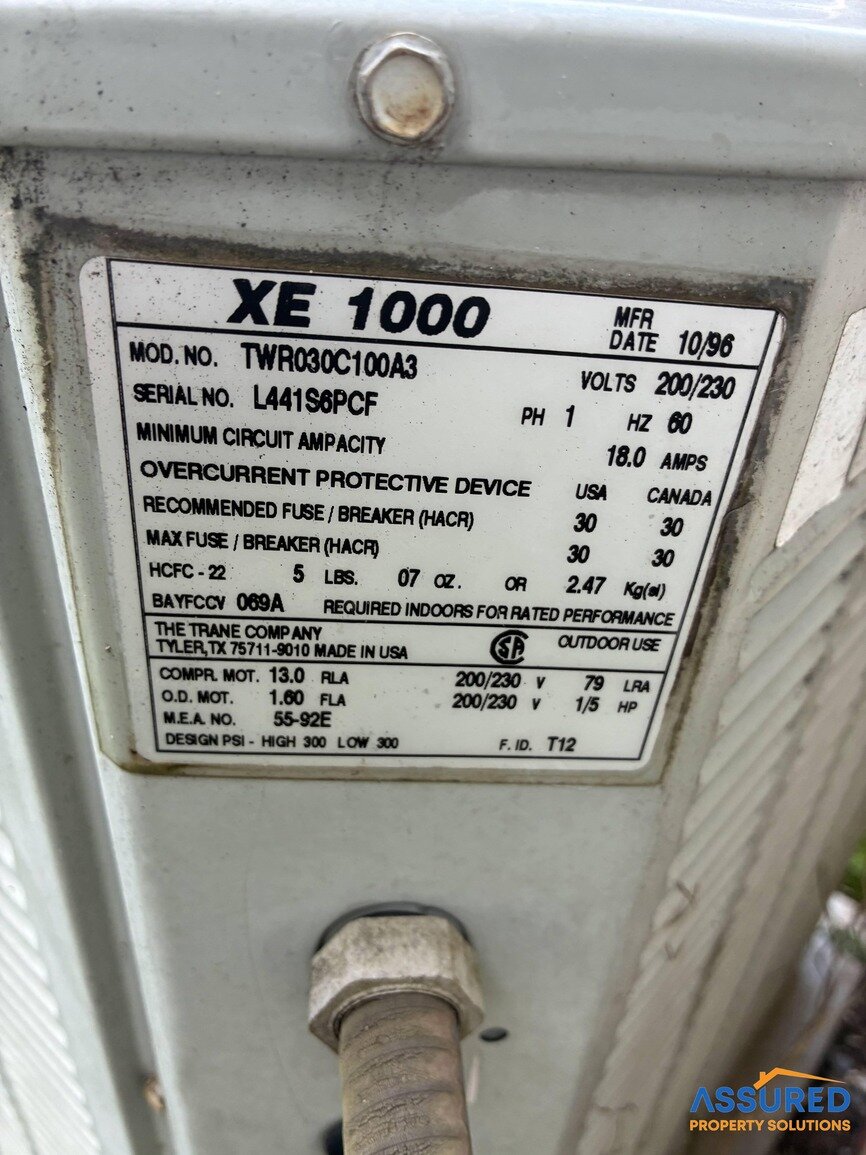 XE 1000 MFR DATE 10/96
MOD. NO. TWR030C100A3 VOLTS 200/230
SERIAL NO. L441S6PCF PH 1 HZ 60
MINIMUM CIRCUIT AMPACITY 18.0 AMPS
OVERCURRENT PROTECTIVE DEVICE USA CANADA
RECOMMENDED FUSE / BREAKER (HACR) 30 30
MAX FUSE / BREAKER (HACR) 30 30
HCFC - 22 5 LBS. 07 OZ. OR 2.47 Kg(sl)
BAYFCCV 069A REQUIRED INDOORS FOR RATED PERFORMANCE
THE TRANE COMPANY
TYLER, TX 75711-9010 MADE IN USA SA OUTDOOR USE
COMPR. MOT. 13.0 RLA 200/230 V 79 LRA
O.D. MOT. 1.60 FLA 200/230 V 1/5 HP
M.E.A. NO. 55-92E
DESIGN PSI - HIGH 300 LOW 300 F. ID. T12
ASSURED
PROPERTY SOLUTIONS